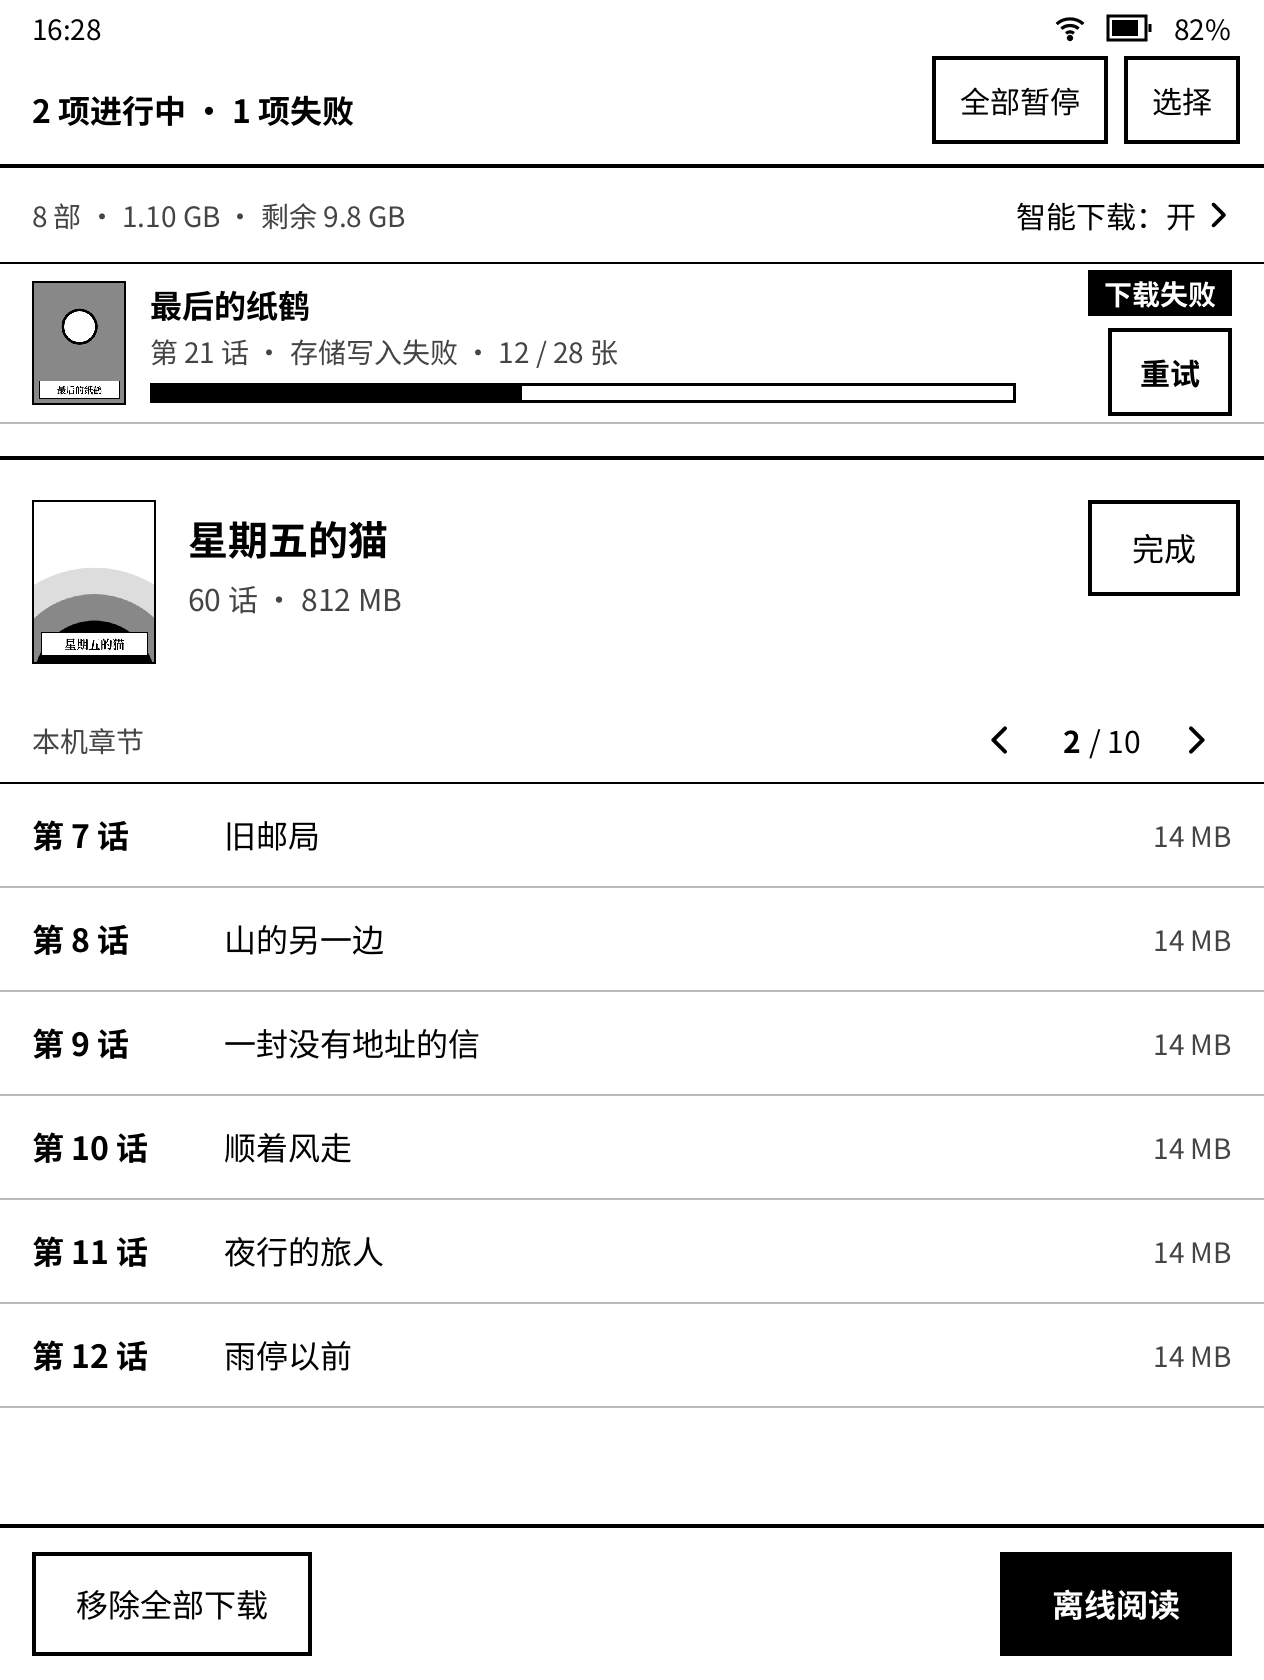 16:28
82%
2 项进行中 · 1 项失败
全部暂停
选择
8 部 · 1.10 GB · 剩余 9.8 GB
智能下载：开
最后的纸鹤
最后的纸鹤
下载失败
第 21 话 · 存储写入失败 · 12 / 28 张
重试
星期五的猫
星期五的猫
60 话 · 812 MB
完成
本机章节
2 / 10
第 7 话 旧邮局 14 MB
第 8 话 山的另一边 14 MB
第 9 话 一封没有地址的信 14 MB
第 10 话 顺着风走 14 MB
第 11 话 夜行的旅人 14 MB
第 12 话 雨停以前 14 MB
移除全部下载
离线阅读